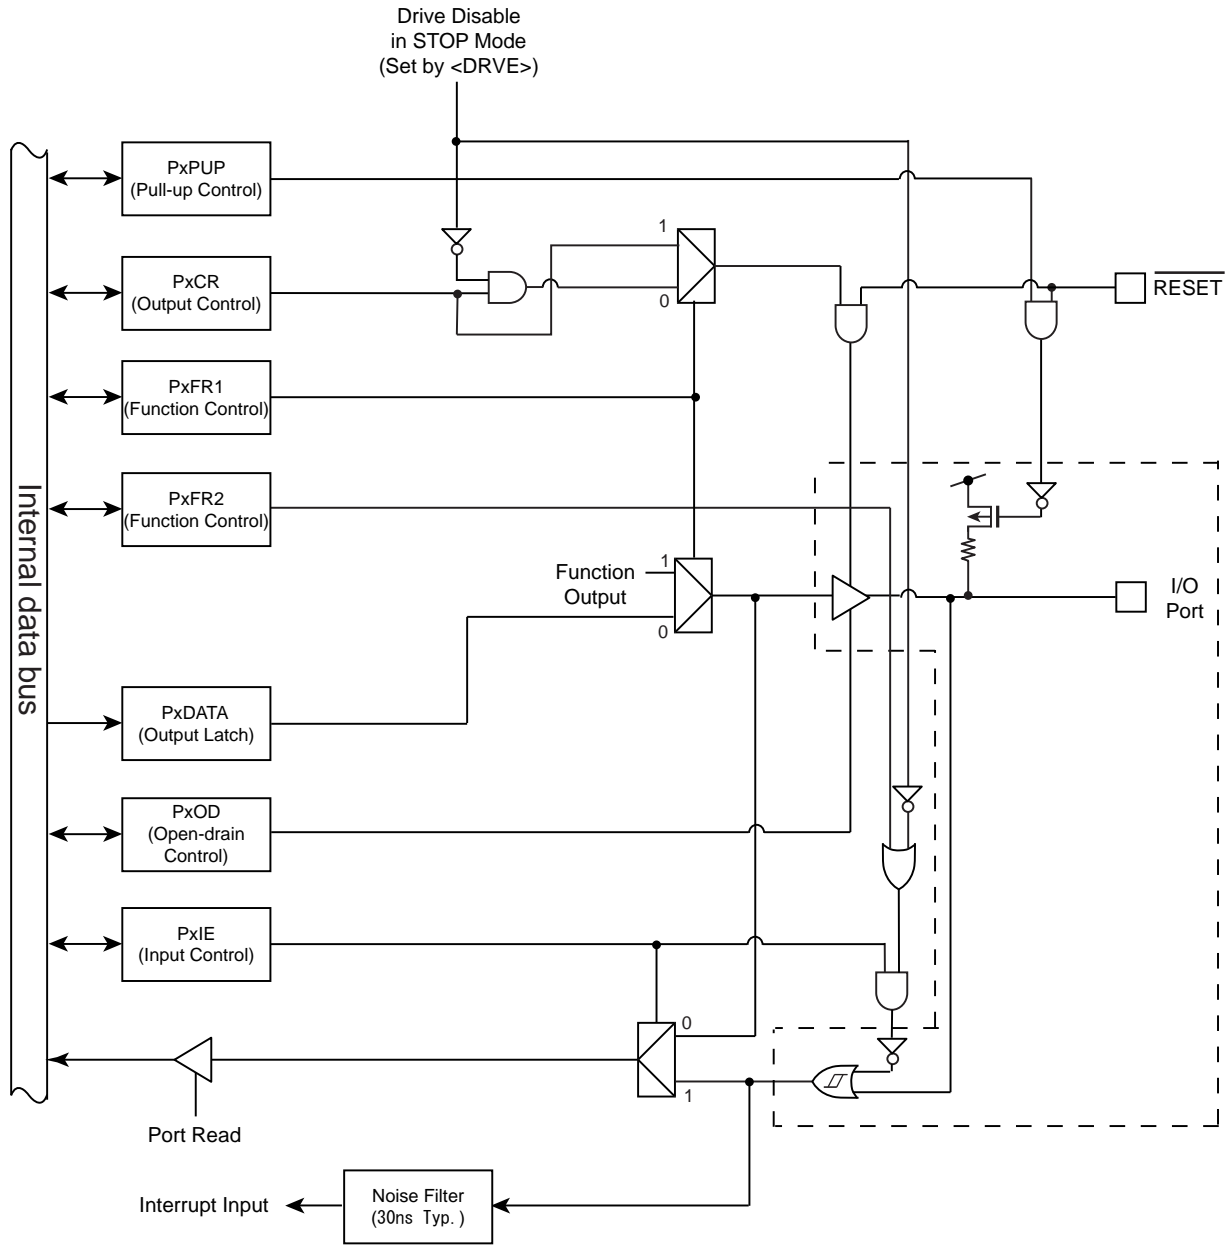 Drive Disable
in STOP Mode
(Set by <DRVE>)
PxPUP
(Pull-up Control)
1
PxCR
(Output Control)
0
RESET
PxFR1
(Function Control)
Internal data bus
PxFR2
(Function Control)
1
Function
Output
0
I/O
Port
PxDATA
(Output Latch)
PxOD
(Open-drain
Control)
PxIE
(Input Control)
0
1
Port Read
Interrupt Input
Noise Filter
(30ns Typ.)